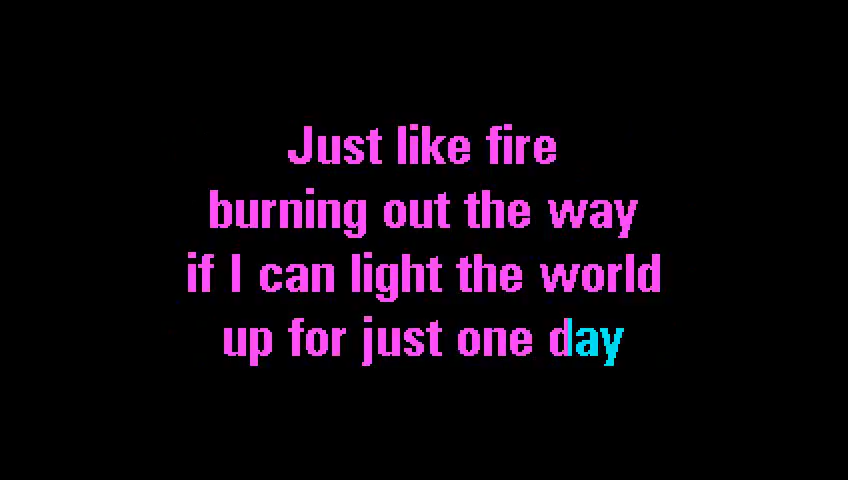 Just like fire
burning out the way
if I can light the world
up for just one day